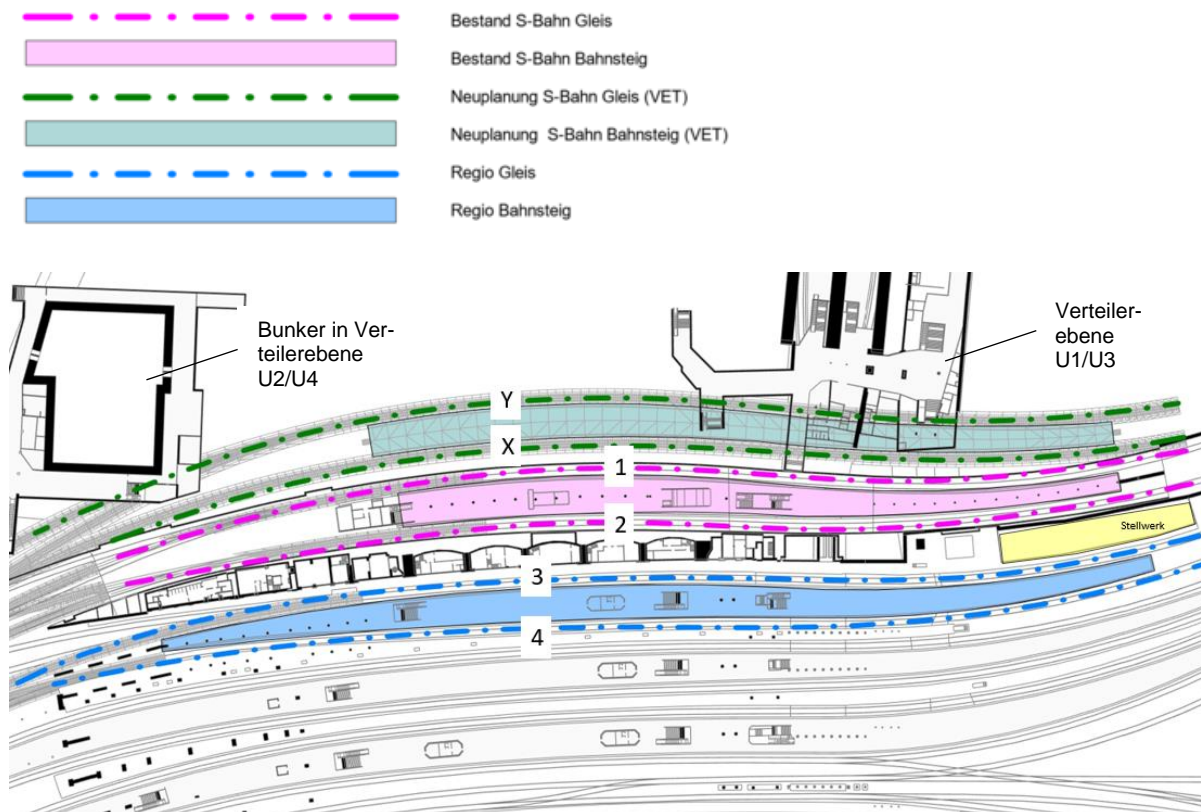 Bestand S-Bahn Gleis
Bestand S-Bahn Bahnsteig
Neuplanung S-Bahn Gleis (VET)
Neuplanung S-Bahn Bahnsteig (VET)
Regio Gleis
Regio Bahnsteig
Bunker in Ver-
teilerebene
U2/U4
Verteiler-
ebene
U1/U3
Y
X
1
2
Stellwerk
3
4